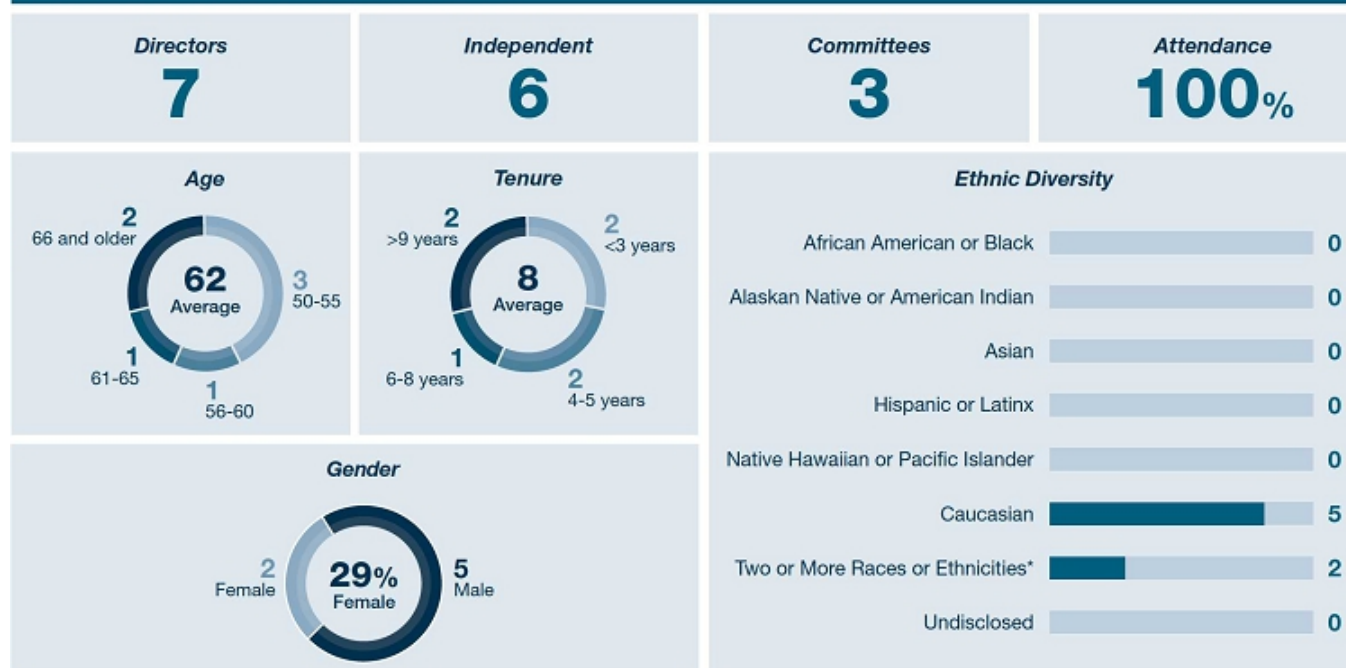 Directors
7
Independent
6
Committees
3
Attendance
100%
Age
2
66 and older
3
50-55
62
Average
1
61-65
1
56-60
Tenure
2
>9 years
2
<3 years
8
Average
1
6-8 years
2
4-5 years
Gender
2
Female
29%
Female
5
Male
Ethnic Diversity
African American or Black 0
Alaskan Native or American Indian 0
Asian 0
Hispanic or Latinx 0
Native Hawaiian or Pacific Islander 0
Caucasian 5
Two or More Races or Ethnicities* 2
Undisclosed 0